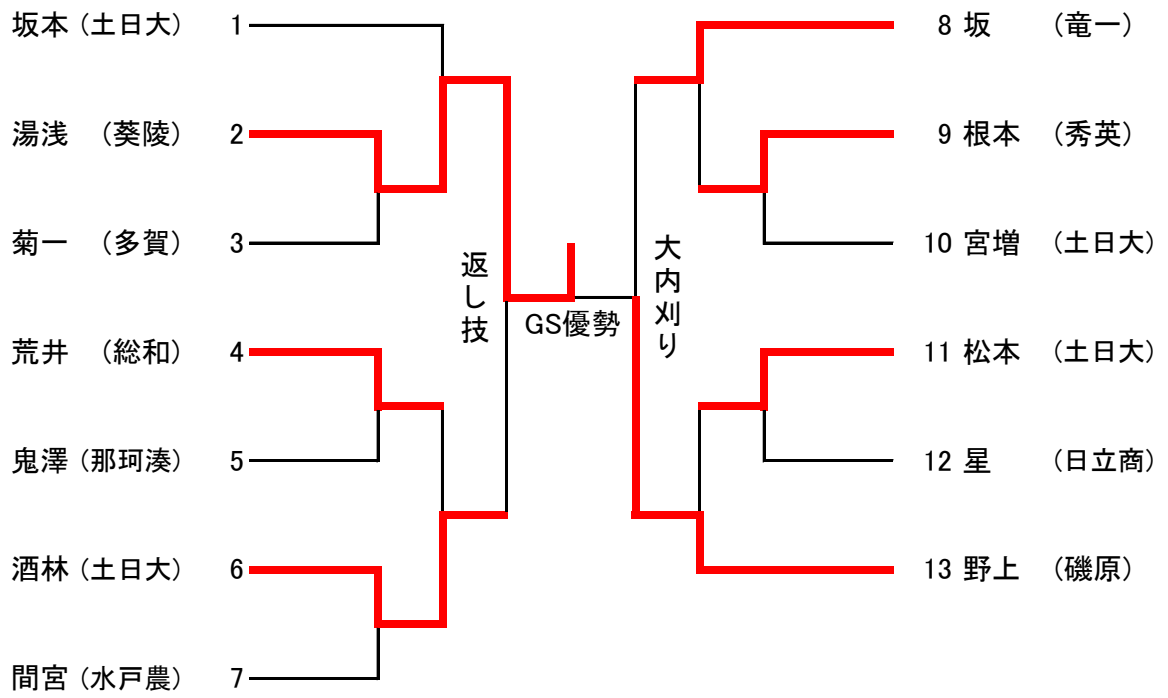 坂本（土日大） 1
湯浅 （葵陵） 2
菊一 （多賀） 3
荒井 （総和） 4
鬼澤（那珂湊） 5
酒林（土日大） 6
間宮（水戸農） 7
返し技
GS優勢
大内刈り
8 坂 （竜一）
9 根本 （秀英）
10 宮増 （土日大）
11 松本 （土日大）
12 星 （日立商）
13 野上 （磯原）